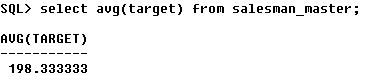 SQL> select avg(target) from salesman_master;
AVG(TARGET)
-----------
198.333333